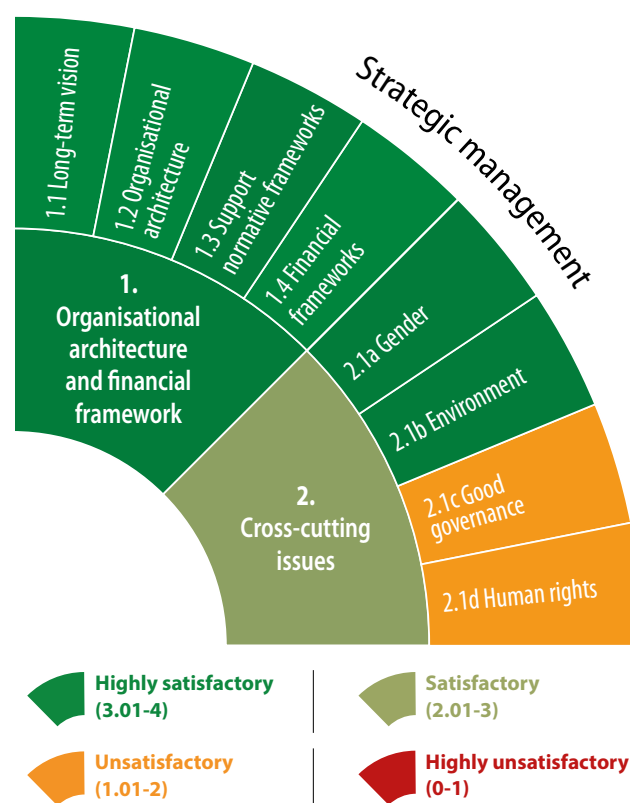 Strategic management
1.1 Long-term vision
1.2 Organisational
architecture
1.3 Support
normative frameworks
1.4 Financial
frameworks
2.1a Gender
2.1b Environment
2.1c Good
governance
2.1d Human rights
1.
Organisational
architecture
and financial
framework
2.
Cross-cutting
issues
Highly satisfactory
(3.01-4)
Satisfactory
(2.01-3)
Unsatisfactory
(1.01-2)
Highly unsatisfactory
(0-1)